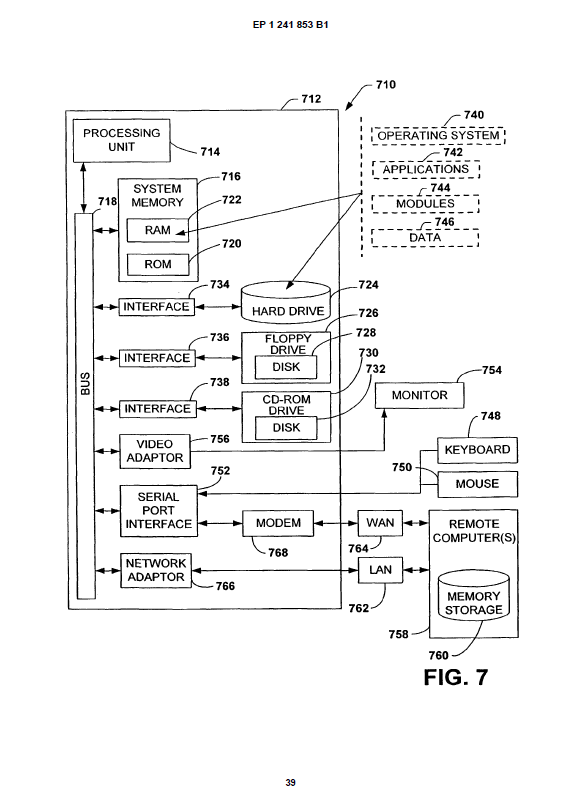 EP 1 241 853 B1
710
712
740
PROCESSING
UNIT
714
OPERATING SYSTEM
742
APPLICATIONS
SYSTEM
MEMORY
716
718
722
744
MODULES
RAM
720
746
DATA
ROM
734
724
INTERFACE
HARD DRIVE
726
736
FLOPPY
DRIVE
728
INTERFACE
DISK
730
738
732
CD-ROM
DRIVE
754
MONITOR
INTERFACE
DISK
BUS
748
756
VIDEO
ADAPTOR
KEYBOARD
750
752
MOUSE
SERIAL
PORT
INTERFACE
MODEM
WAN
REMOTE
COMPUTER(S)
768
764
NETWORK
ADAPTOR
LAN
766
762
MEMORY
STORAGE
758
760
FIG. 7
39